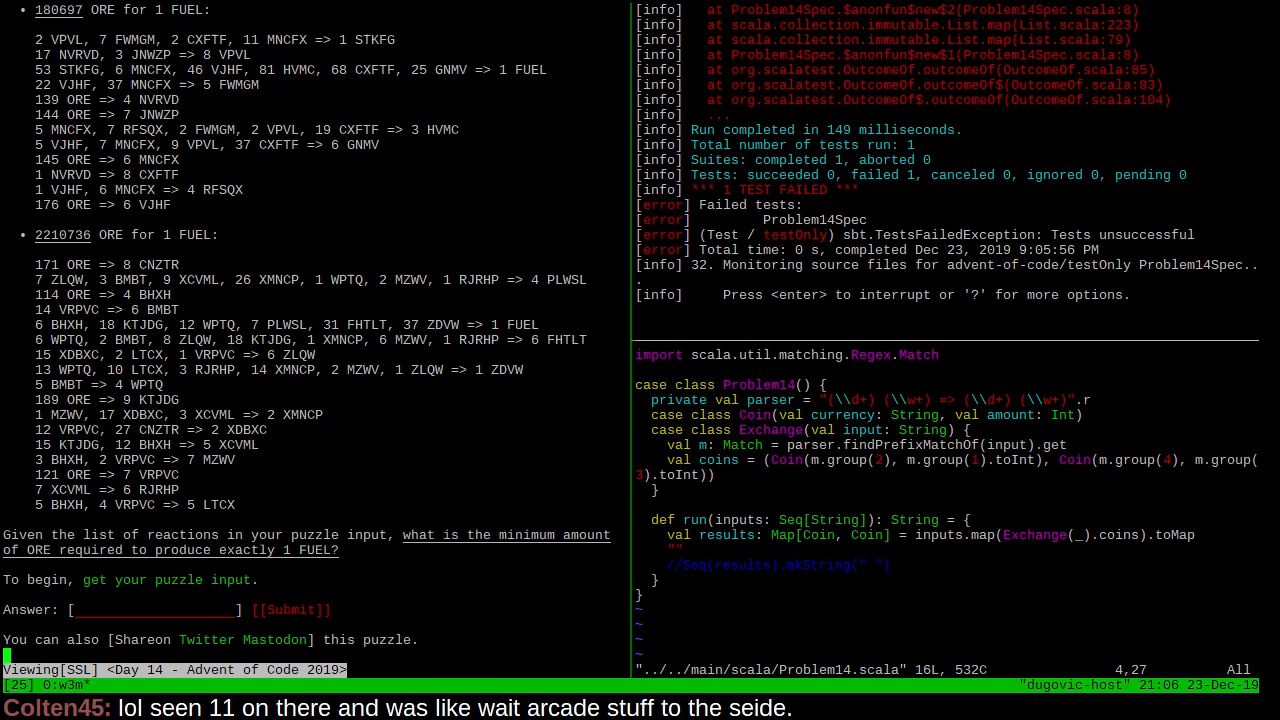 • 180697 ORE for 1 FUEL:
2 VPVL, 7 FWMGM, 2 CXFTF, 11 MNCFX => 1 STKFG
17 NVRVD, 3 JNWZP => 8 VPVL
53 STKFG, 6 MNCFX, 46 VJHF, 81 HVMC, 68 CXFTF, 25 GNMV => 1 FUEL
22 VJHF, 37 MNCFX => 5 FWMGM
139 ORE => 4 NVRVD
144 ORE => 7 JNWZP
5 MNCFX, 7 RFSQX, 2 FWMGM, 2 VPVL, 19 CXFTF => 3 HVMC
5 VJHF, 7 MNCFX, 9 VPVL, 37 CXFTF => 6 GNMV
145 ORE => 6 MNCFX
1 NVRVD => 8 CXFTF
1 VJHF, 6 MNCFX => 4 RFSQX
176 ORE => 6 VJHF
• 2210736 ORE for 1 FUEL:
171 ORE => 8 CNZTR
7 ZLQW, 3 BMBT, 9 XCVML, 26 XMNCP, 1 WPTQ, 2 MZWV, 1 RJRHP => 4 PLWSL
114 ORE => 4 BHXH
14 VRPVC => 6 BMBT
6 BHXH, 18 KTJDG, 12 WPTQ, 7 PLWSL, 31 FHTLT, 37 ZDVW => 1 FUEL
6 WPTQ, 2 BMBT, 8 ZLQW, 18 KTJDG, 1 XMNCP, 6 MZWV, 1 RJRHP => 6 FHTLT
15 XDBXC, 2 LTCX, 1 VRPVC => 6 ZLQW
13 WPTQ, 10 LTCX, 3 RJRHP, 14 XMNCP, 2 MZWV, 1 ZLQW => 1 ZDVW
5 BMBT => 4 WPTQ
189 ORE => 9 KTJDG
1 MZWV, 17 XDBXC, 3 XCVML => 2 XMNCP
12 VRPVC, 27 CNZTR => 2 XDBXC
15 KTJDG, 12 BHXH => 5 XCVML
3 BHXH, 2 VRPVC => 7 MZWV
121 ORE => 7 VRPVC
7 XCVML => 6 RJRHP
5 BHXH, 4 VRPVC => 5 LTCX
Given the list of reactions in your puzzle input, what is the minimum amount
of ORE required to produce exactly 1 FUEL?
To begin, get your puzzle input.
Answer: [_____________________] [[Submit]]
You can also [Shareon Twitter Mastodon] this puzzle.
Viewing[SSL] <Day 14 - Advent of Code 2019>
[info]   at Problem14Spec.$anonfun$new$2(Problem14Spec.scala:8)
[info]   at scala.collection.immutable.List.map(List.scala:223)
[info]   at scala.collection.immutable.List.map(List.scala:79)
[info]   at Problem14Spec.$anonfun$new$1(Problem14Spec.scala:8)
[info]   at org.scalatest.OutcomeOf.outcomeOf(OutcomeOf.scala:85)
[info]   at org.scalatest.OutcomeOf.outcomeOf$(OutcomeOf.scala:83)
[info]   at org.scalatest.OutcomeOf$.outcomeOf(OutcomeOf.scala:104)
[info]   ...
[info] Run completed in 149 milliseconds.
[info] Total number of tests run: 1
[info] Suites: completed 1, aborted 0
[info] Tests: succeeded 0, failed 1, canceled 0, ignored 0, pending 0
[info] *** 1 TEST FAILED ***
[error] Failed tests:
[error]         Problem14Spec
[error] (Test / testOnly) sbt.TestsFailedException: Tests unsuccessful
[error] Total time: 0 s, completed Dec 23, 2019 9:05:56 PM
[info] 32. Monitoring source files for advent-of-code/testOnly Problem14Spec..
.
[info]     Press <enter> to interrupt or '?' for more options.
import scala.util.matching.Regex.Match
case class Problem14() {
  private val parser = "(\\d+) (\\w+) => (\\d+) (\\w+)".r
  case class Coin(val currency: String, val amount: Int)
  case class Exchange(val input: String) {
    val m: Match = parser.findPrefixMatchOf(input).get
    val coins = (Coin(m.group(2), m.group(1).toInt), Coin(m.group(4), m.group(
3).toInt))
  }
  def run(inputs: Seq[String]): String = {
    val results: Map[Coin, Coin] = inputs.map(Exchange(_).coins).toMap
    ""
    //Seq(results).mkString(" ")
  }
}
~
~
~
~
"../../main/scala/Problem14.scala" 16L, 532C 4,27 All
[25] 0:w3m* "dugovic-host" 21:06 23-Dec-19
Colten45: lol seen 11 on there and was like wait arcade stuff to the seide.